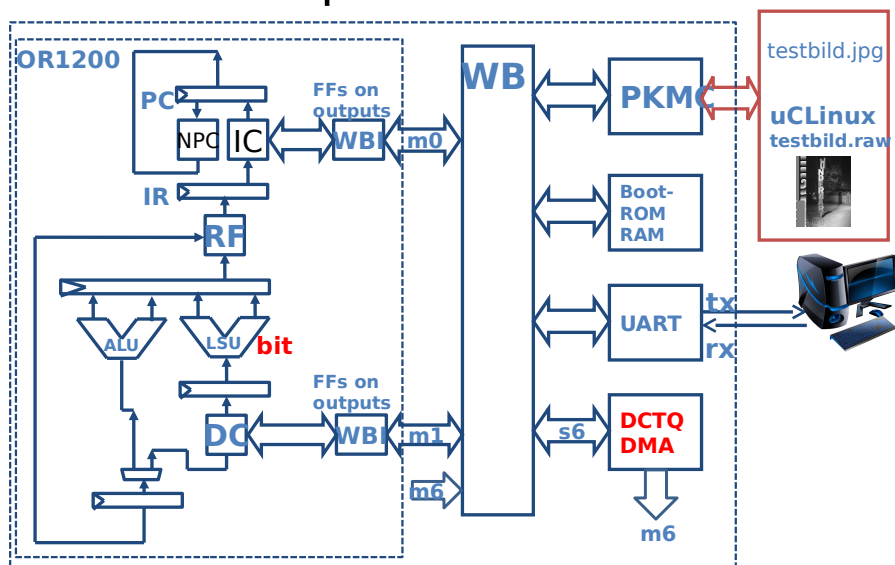 OR1200
PC
NPC
IC
FFs on
outputs
WBI
m0
IR
RF
ALU
LSU
bit
FFs on
outputs
DC
WBI
m1
m6
WB
PKMC
Boot-
ROM
RAM
UART
tx
rx
s6
DCTQ
DMA
m6
testbild.jpg
uCLinux
testbild.raw